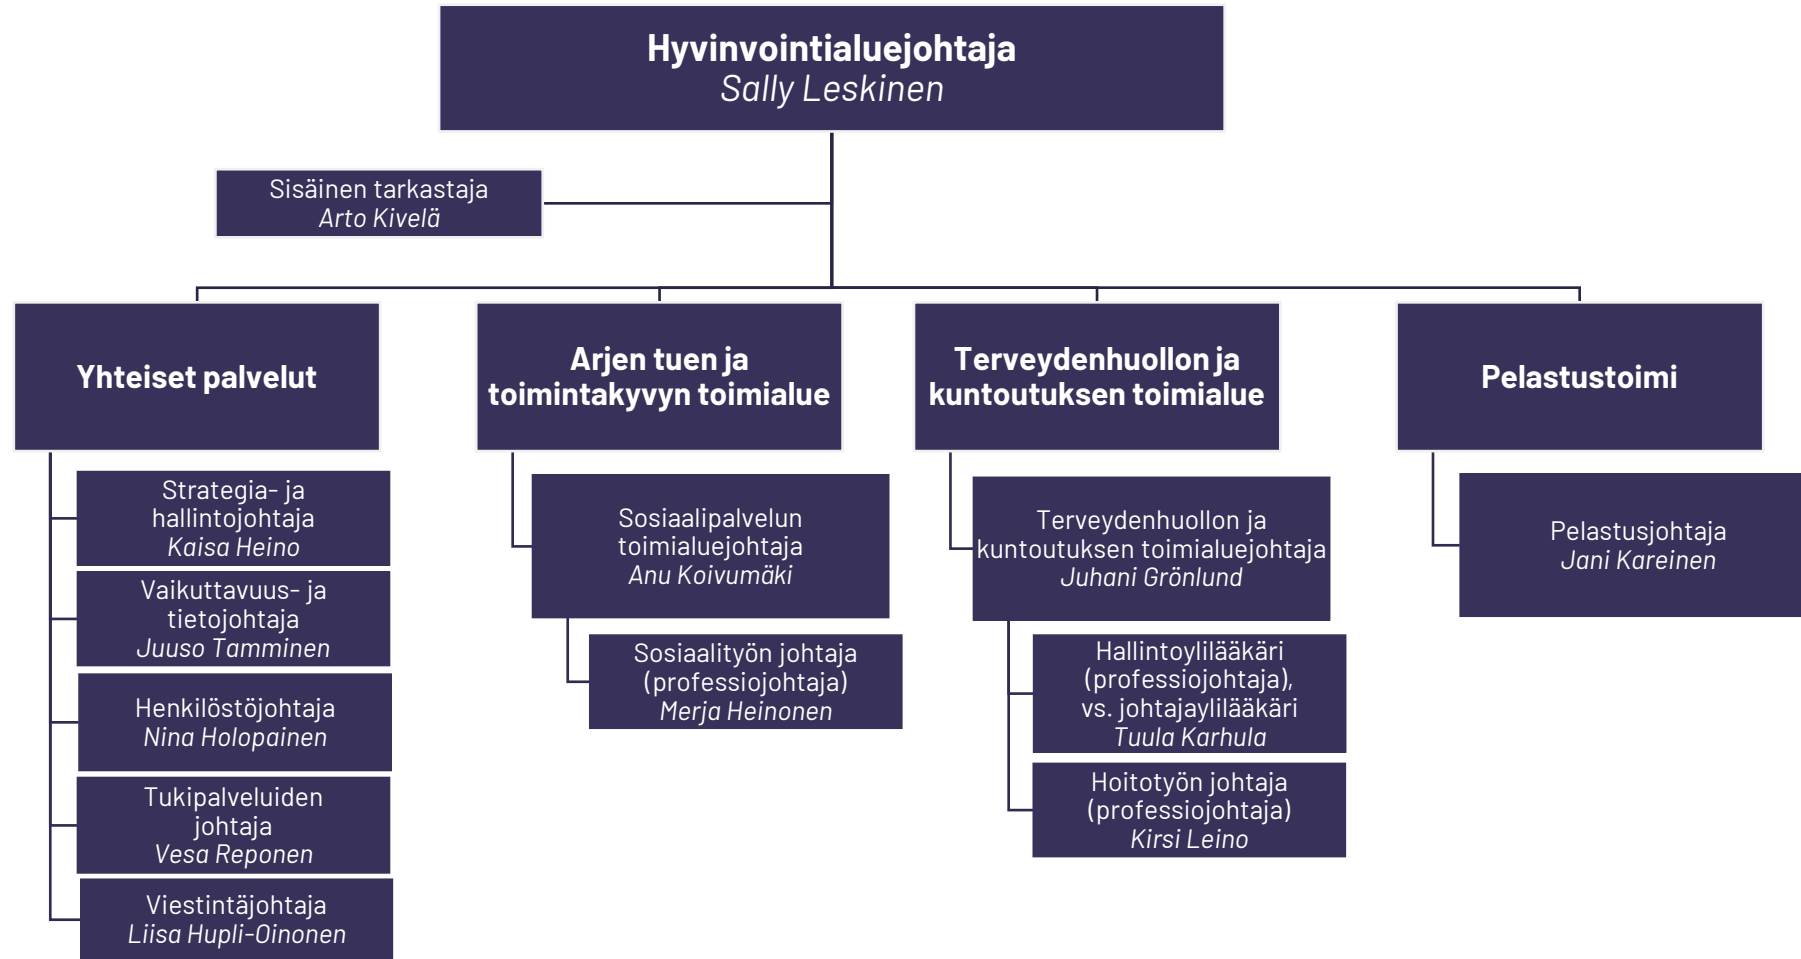 Hyvinvointialuejohtaja
Sally Leskinen
Sisäinen tarkastaja
Arto Kivelä
Yhteiset palvelut
Strategia- ja
hallintojohtaja
Kaisa Heino
Vaikuttavuus- ja
tietojohtaja
Juuso Tamminen
Henkilöstöjohtaja
Nina Holopainen
Tukipalveluiden
johtaja
Vesa Reponen
Viestintäjohtaja
Liisa Hupli-Oinonen
Arjen tuen ja
toimintakyvyn toimialue
Sosiaalipalvelun
toimialuejohtaja
Anu Koivumäki
Sosiaalityön johtaja
(professiojohtaja)
Merja Heinonen
Terveydenhuollon ja
kuntoutuksen toimialue
Terveydenhuollon ja
kuntoutuksen toimialuejohtaja
Juhani Grönlund
Hallintoylilääkäri
(professiojohtaja),
vs. johtajaylilääkäri
Tuula Karhula
Hoitotyön johtaja
(professiojohtaja)
Kirsi Leino
Pelastustoimi
Pelastusjohtaja
Jani Kareinen